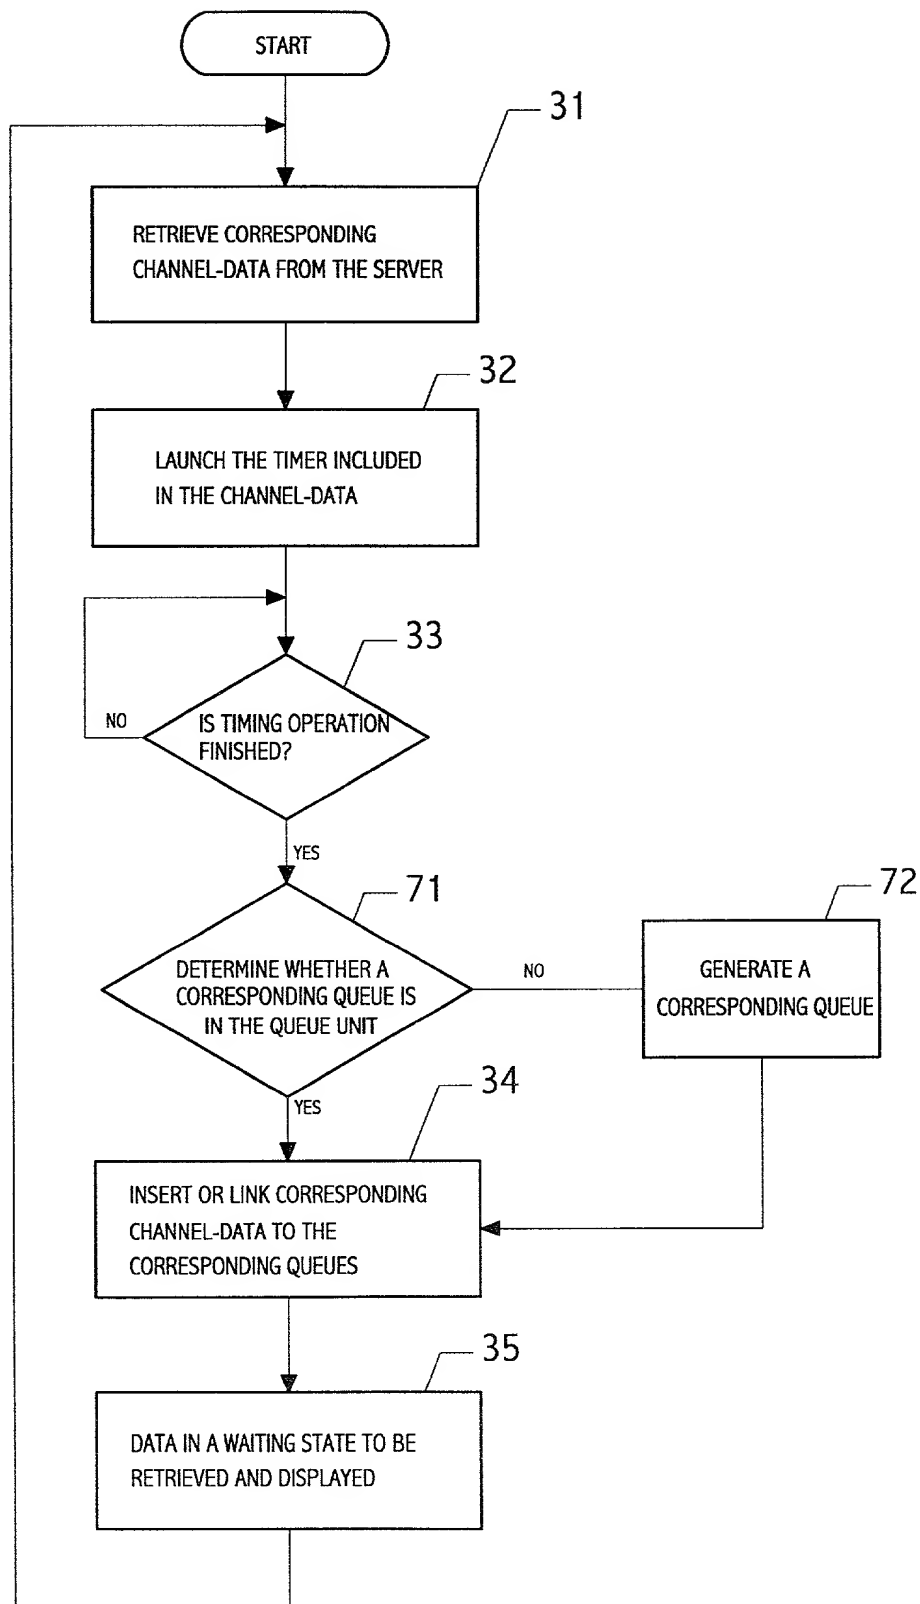 START
31
RETRIEVE CORRESPONDING
CHANNEL-DATA FROM THE SERVER
32
LAUNCH THE TIMER INCLUDED
IN THE CHANNEL-DATA
33
NO
IS TIMING OPERATION
FINISHED?
YES
71
72
DETERMINE WHETHER A
CORRESPONDING QUEUE IS
IN THE QUEUE UNIT
NO
GENERATE A
CORRESPONDING QUEUE
YES
34
INSERT OR LINK CORRESPONDING
CHANNEL-DATA TO THE
CORRESPONDING QUEUES
35
DATA IN A WAITING STATE TO BE
RETRIEVED AND DISPLAYED